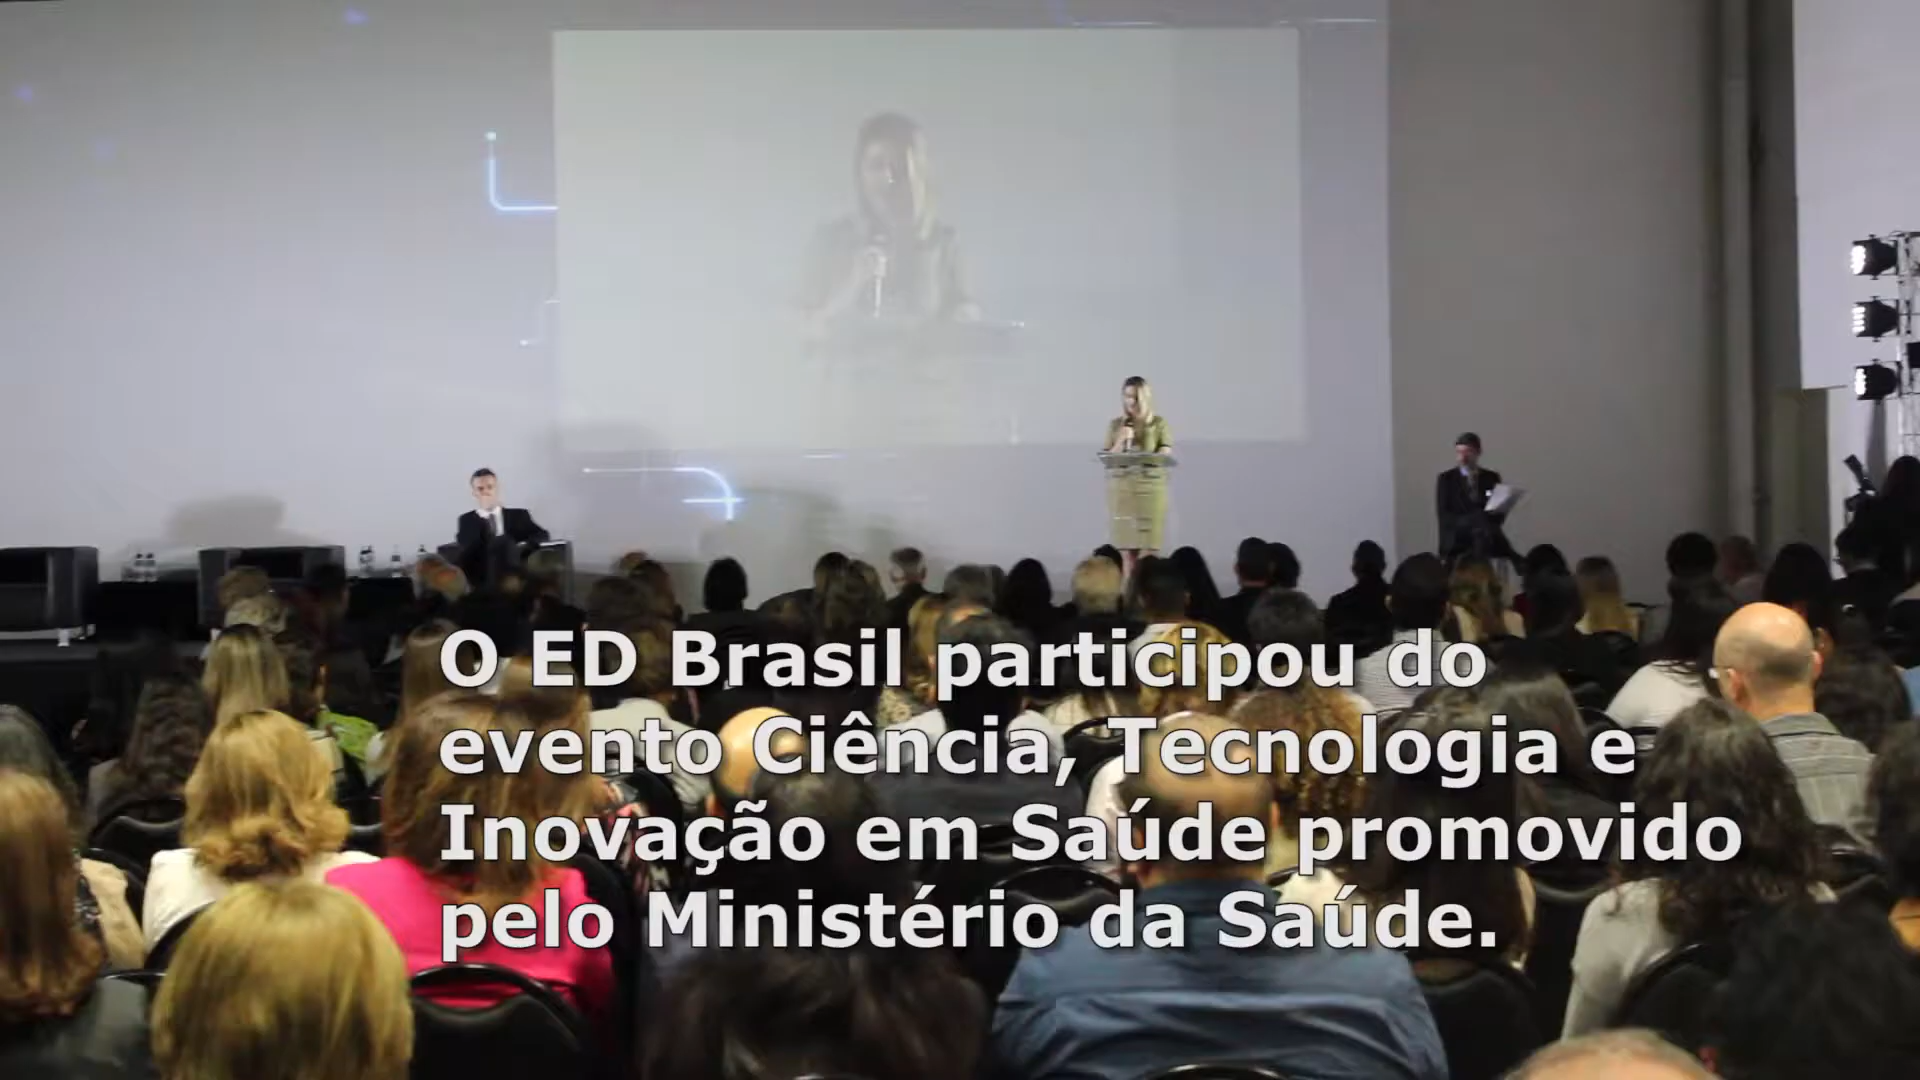 O ED Brasil participou do
evento Ciência, Tecnologia e
Inovação em Saúde promovido
pelo Ministério da Saúde.